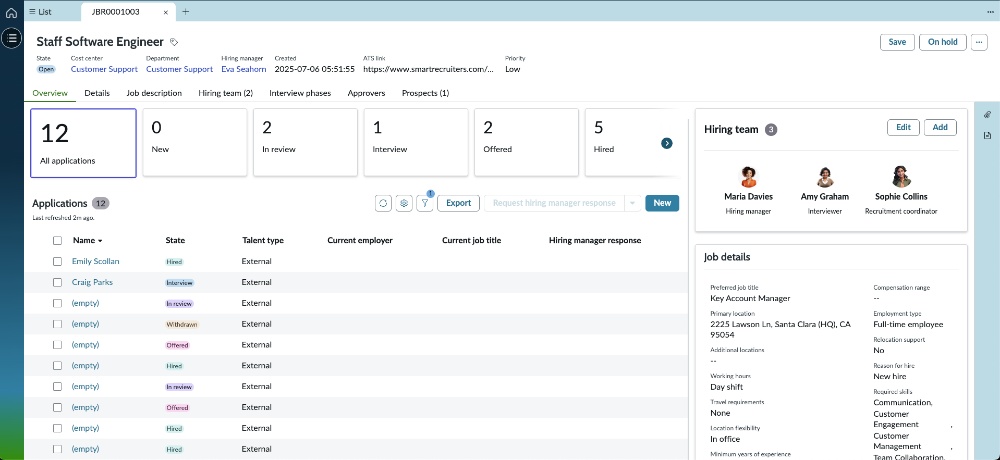 List
JBR0001003
Staff Software Engineer
Save
On hold
State
Cost center
Department
Hiring manager
Created
ATS link
Priority
Open
Customer Support
Customer Support
Eva Seahorn
2025-07-06 05:51:55
https://www.smartrecruiters.com/...
Low
Overview
Details
Job description
Hiring team (2)
Interview phases
Approvers
Prospects (1)
12
All applications
0
New
2
In review
1
Interview
2
Offered
5
Hired
Applications 12
Last refreshed 2m ago.
1
Export
Request hiring manager response
New
Name State Talent type Current employer Current job title Hiring manager response
Emily Scollan Hired External
Craig Parks Interview External
(empty) In review External
(empty) Withdrawn External
(empty) Offered External
(empty) Hired External
(empty) In review External
(empty) Offered External
(empty) Hired External
(empty) Hired External
Hiring team 3
Edit
Add
Maria Davies
Hiring manager
Amy Graham
Interviewer
Sophie Collins
Recruitment coordinator
Job details
Preferred job title
Key Account Manager
Primary location
2225 Lawson Ln, Santa Clara (HQ), CA
95054
Additional locations
--
Working hours
Day shift
Travel requirements
None
Location flexibility
In office
Minimum years of experience
Compensation range
--
Employment type
Full-time employee
Relocation support
No
Reason for hire
New hire
Required skills
Communication,
Customer
Engagement ,
Customer
Management ,
Team Collaboration,